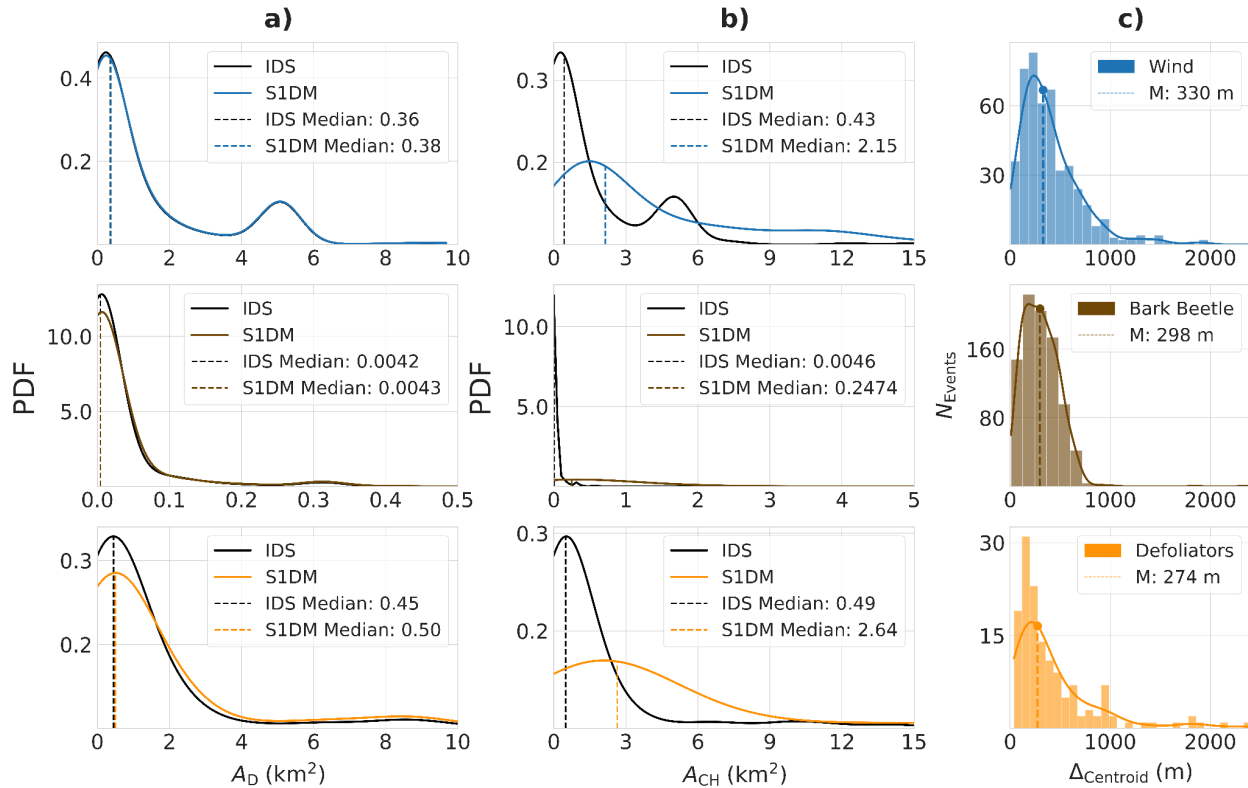 a)
b)
c)
0.4
0.2
IDS
S1DM
IDS Median: 0.36
S1DM Median: 0.38
0 2 4 6 8 10
0.3
0.2
IDS
S1DM
IDS Median: 0.43
S1DM Median: 2.15
0 3 6 9 12 15
60
30
Wind
M: 330 m
0 1000 2000
PDF
10.0
5.0
IDS
S1DM
IDS Median: 0.0042
S1DM Median: 0.0043
0.0 0.1 0.2 0.3 0.4 0.5
PDF
10.0
5.0
IDS
S1DM
IDS Median: 0.0046
S1DM Median: 0.2474
0 1 2 3 4 5
N_Events
160
80
Bark Beetle
M: 298 m
0 1000 2000
0.3
0.2
IDS
S1DM
IDS Median: 0.45
S1DM Median: 0.50
0 2 4 6 8 10
A_D (km²)
0.3
0.2
IDS
S1DM
IDS Median: 0.49
S1DM Median: 2.64
0 3 6 9 12 15
A_CH (km²)
30
15
Defoliators
M: 274 m
0 1000 2000
Δ_Centroid (m)